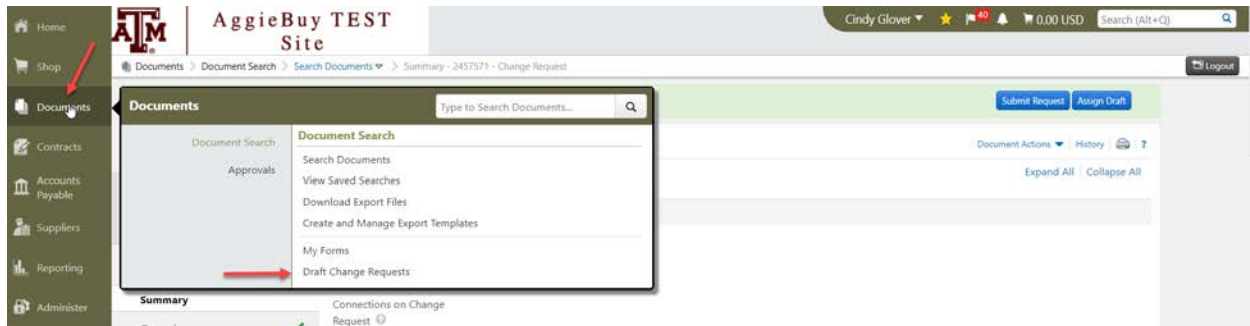 Home
Shop
Documents
Contracts
Accounts
Payable
Suppliers
Reporting
Administer
ĀM
AggieBuy TEST
Site
Cindy Glover
40
0.00 USD
Search (Alt+Q)
Documents > Document Search > Search Documents > Summary - 2457571 - Change Request
Logout
Documents
Type to Search Documents...
Submit Request
Assign Draft
Document Search
Approvals
Document Search
Search Documents
View Saved Searches
Download Export Files
Create and Manage Export Templates
My Forms
Draft Change Requests
Document Actions
History
?
Expand All
Collapse All
Summary
Connections on Change
Request